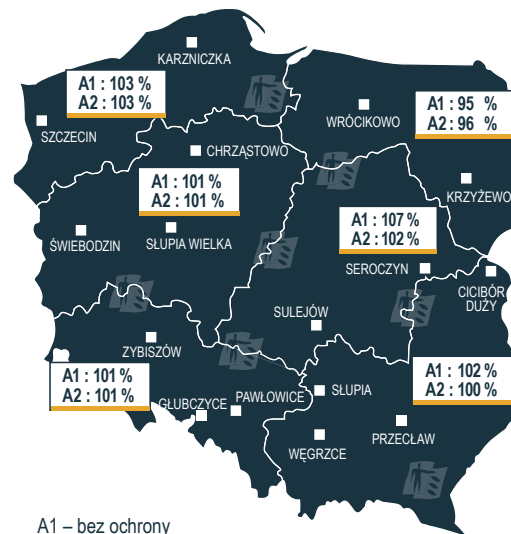 KARZNICZKA
A1 : 103 %
A2 : 103 %
SZCZECIN
WRÓCIKOWO
A1 : 95 %
A2 : 96 %
CHRZĄSTOWO
KRZYŻEWO
A1 : 101 %
A2 : 101 %
ŚWIEBODZIN
SŁUPIA WIELKA
A1 : 107 %
A2 : 102 %
SEROCZYN
CICIBÓR
DUŻY
SULEJÓW
ZYBISZÓW
A1 : 101 %
A2 : 101 %
GŁUBCZYCE
PAWŁOWICE
SŁUPIA
A1 : 102 %
A2 : 100 %
PRZECŁAW
WĘGRZCE
A1 – bez ochrony